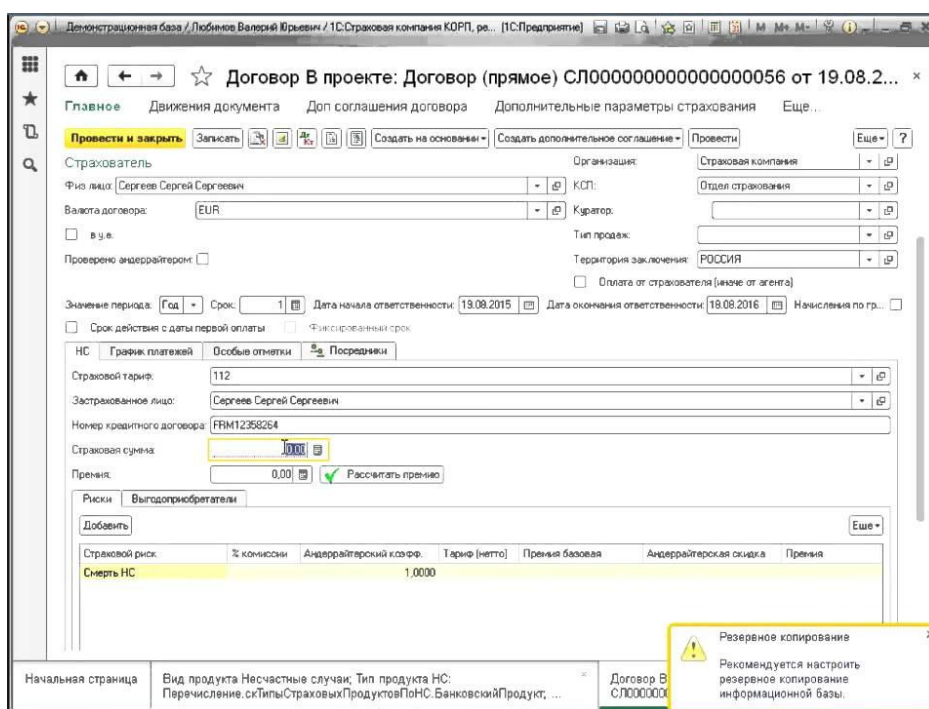 Демонстрационная база / Любимов Валерий Юрьевич / 1С:Страховая компания КОРП, ре... [1С:Предприятие] M M+ M-
Договор В проекте: Договор (прямое) СЛ000000000000000056 от 19.08.2... ×
Главное Движения документа Доп соглашения договора Дополнительные параметры страхования Еще...
Провести и закрыть Записать Создать на основании Создать дополнительное соглашение Провести Еще ?
Страхователь Организация: Страховая компания
Физ лицо: Сергеев Сергей Сергеевич КСП: Отдел страхования
Валюта договора: EUR Куратор:
в у.е. Тип продаж:
Проверено андеррайтером: Территория заключения: РОССИЯ
Оплата от страхователя (иначе от агента)
Значение периода: Год Срок: 1 Дата начала ответственности: 19.08.2015 Дата окончания ответственности: 18.08.2016 Начисления по гр...
Срок действия с даты первой оплаты Фиксированный срок
НС График платежей Особые отметки Посредники
Страховой тариф: 112
Застрахованное лицо: Сергеев Сергей Сергеевич
Номер кредитного договора: FRM12358264
Страховая сумма: 0,00
Премия: 0,00 Рассчитать премию
Риски Выгодоприобретатели
Добавить Еще
Страховой риск % комиссии Андеррайтерский коэфф. Тариф (нетто) Премия базовая Андеррайтерская скидка Премия
Смерть НС 1,0000
Резервное копирование
Рекомендуется настроить
резервное копирование
информационной базы.
Начальная страница
Вид продукта Несчастные случаи; Тип продукта НС:
Перечисление.скТипыСтраховыхПродуктовПоНС.БанковскийПродукт; ...
Договор В
СЛ000000